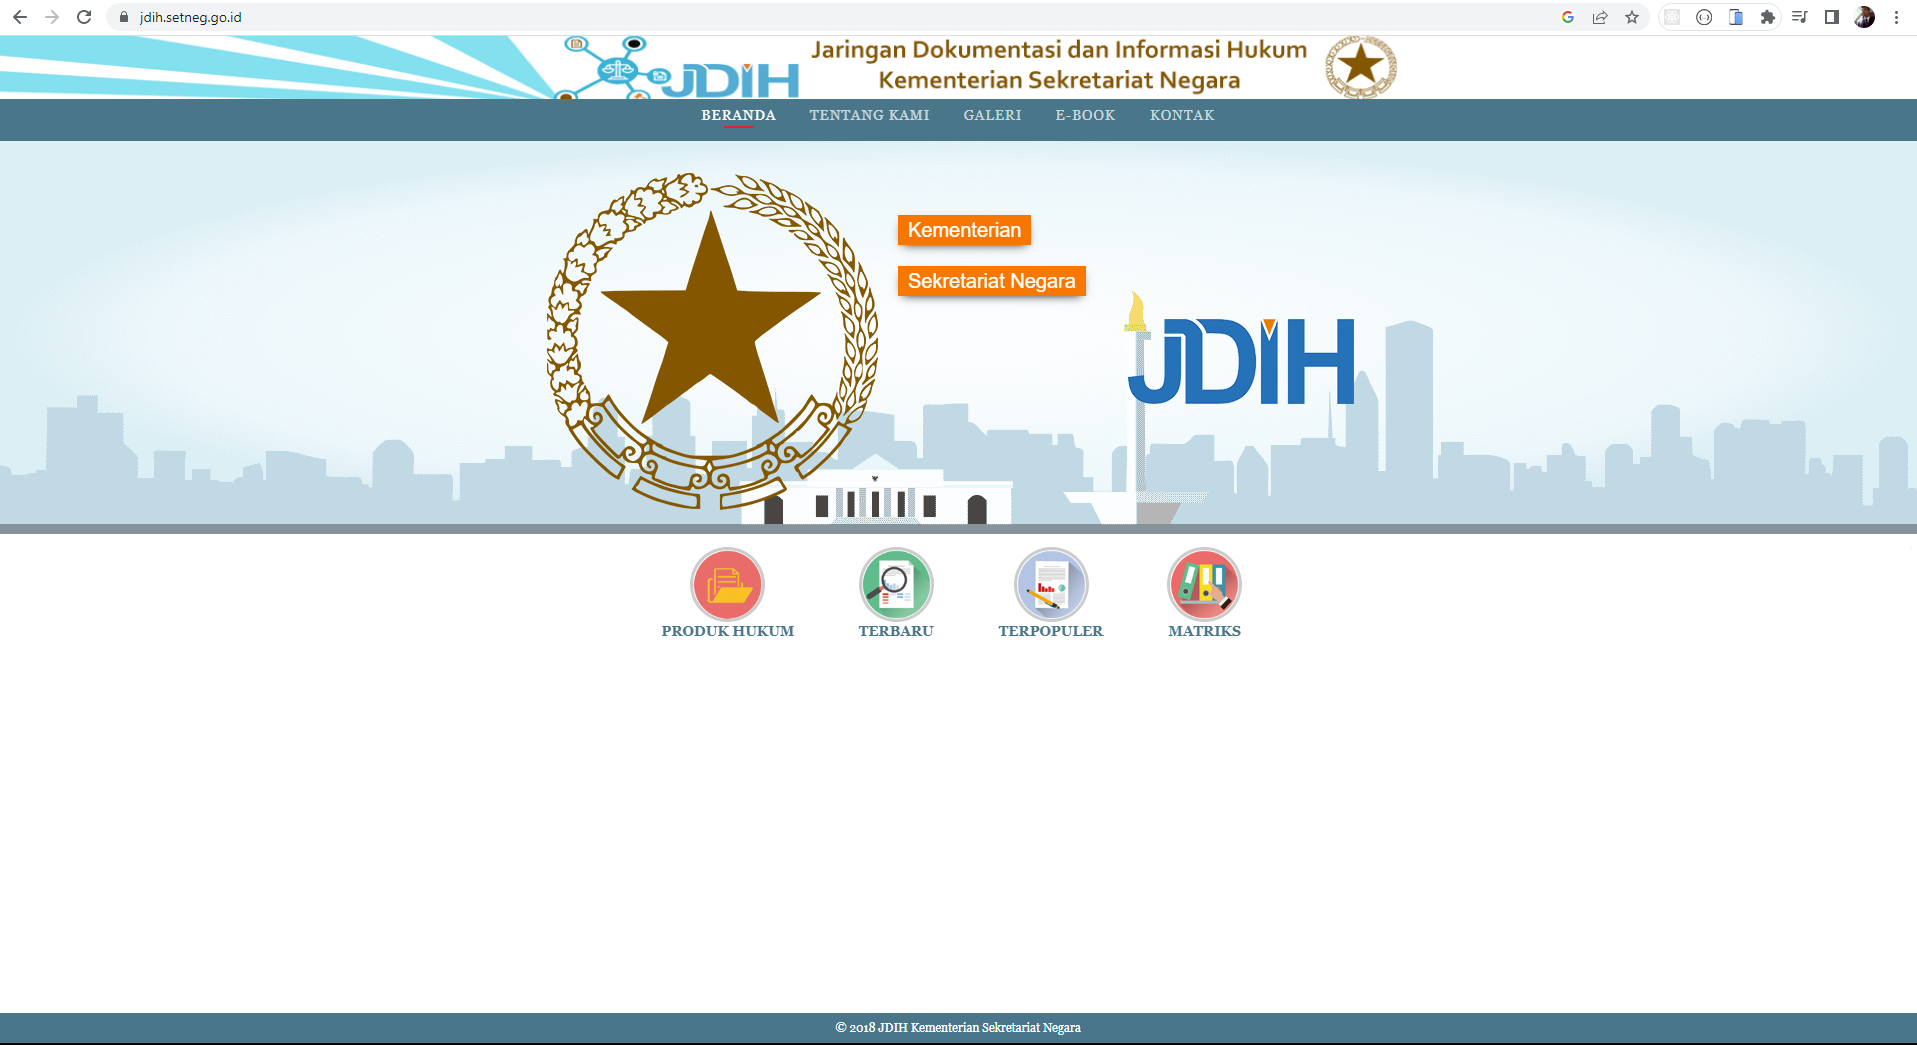 jdih.setneg.go.id
JDIH
Jaringan Dokumentasi dan Informasi Hukum
Kementerian Sekretariat Negara
BERANDA TENTANG KAMI GALERI E-BOOK KONTAK
Kementerian
Sekretariat Negara
JDIH
PRODUK HUKUM TERBARU TERPOPULER MATRIKS
© 2018 JDIH Kementerian Sekretariat Negara